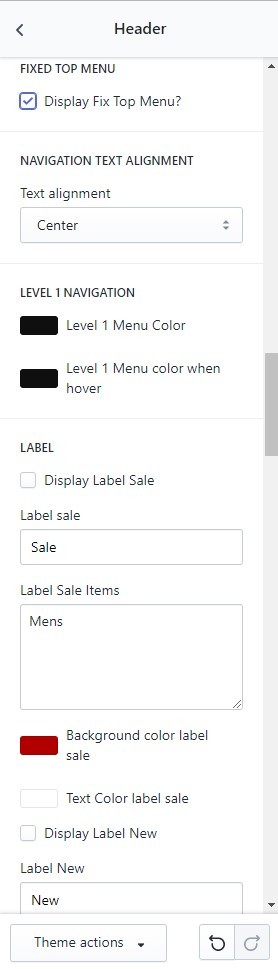 Header
FIXED TOP MENU
Display Fix Top Menu?
NAVIGATION TEXT ALIGNMENT
Text alignment
Center
LEVEL 1 NAVIGATION
Level 1 Menu Color
Level 1 Menu color when
hover
LABEL
Display Label Sale
Label sale
Sale
Label Sale Items
Mens
Background color label
sale
Text Color label sale
Display Label New
Label New
New
Theme actions